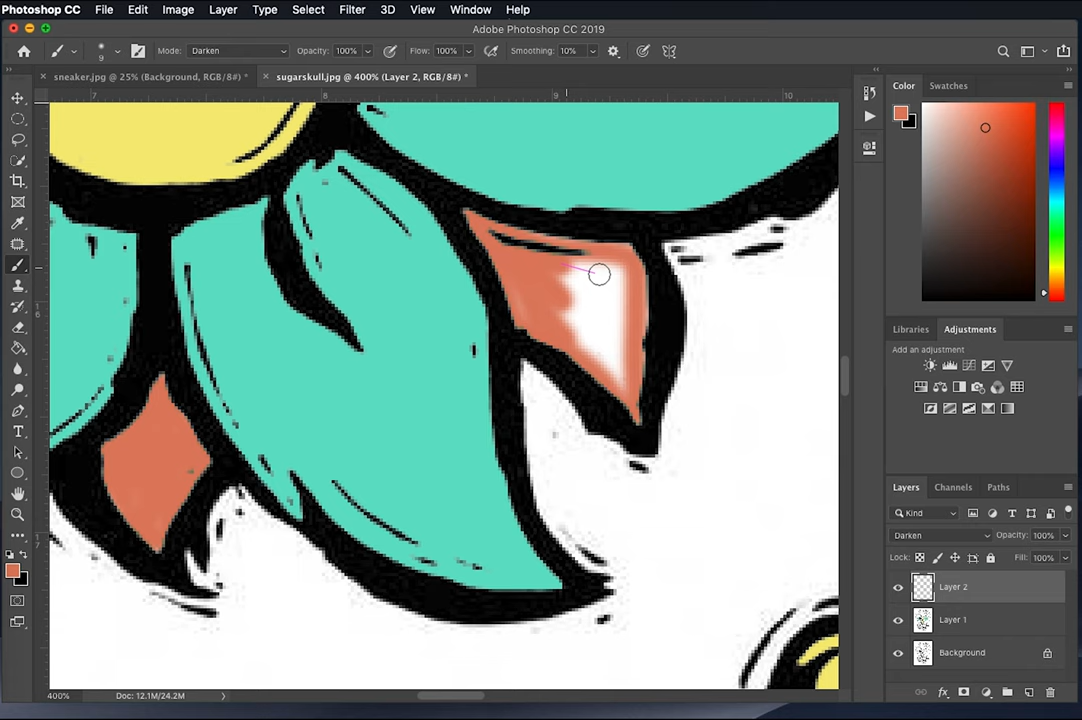 Photoshop CC File Edit Image Layer Type Select Filter 3D View Window Help
Adobe Photoshop CC 2019
9 Mode: Darken Opacity: 100% Flow: 100% Smoothing: 10%
sneaker.jpg @ 25% (Background, RGB/8#) * sugarskull.jpg @ 400% (Layer 2, RGB/8#) *
7 8 9 10
Color Swatches
16
Libraries Adjustments
Add an adjustment
Layers Channels Paths
Kind
17
Darken Opacity: 100%
Lock: Fill: 100%
Layer 2
Layer 1
Background
400% Doc: 12.1M/24.2M